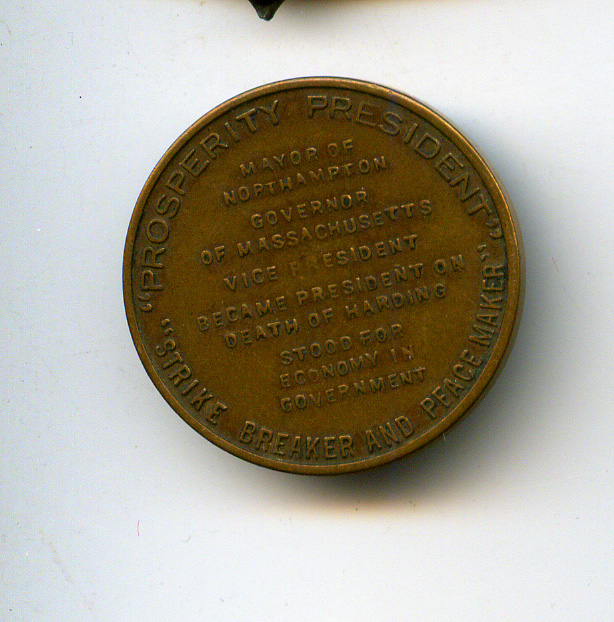 "PROSPERITY PRESIDENT"
MAYOR OF
NORTHAMPTON
GOVERNOR
OF MASSACHUSETTS
VICE PRESIDENT
BECAME PRESIDENT ON
DEATH OF HARDING
STOOD FOR
ECONOMY IN
GOVERNMENT
"STRIKE BREAKER AND PEACE MAKER"